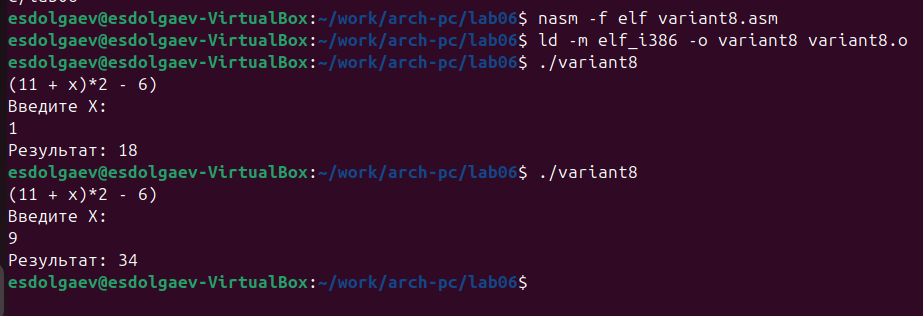 esdolgaev@esdolgaev-VirtualBox:~/work/arch-pc/lab06$ nasm -f elf variant8.asm
esdolgaev@esdolgaev-VirtualBox:~/work/arch-pc/lab06$ ld -m elf_i386 -o variant8 variant8.o
esdolgaev@esdolgaev-VirtualBox:~/work/arch-pc/lab06$ ./variant8
(11 + x)*2 - 6)
Введите X:
1
Результат: 18
esdolgaev@esdolgaev-VirtualBox:~/work/arch-pc/lab06$ ./variant8
(11 + x)*2 - 6)
Введите X:
9
Результат: 34
esdolgaev@esdolgaev-VirtualBox:~/work/arch-pc/lab06$